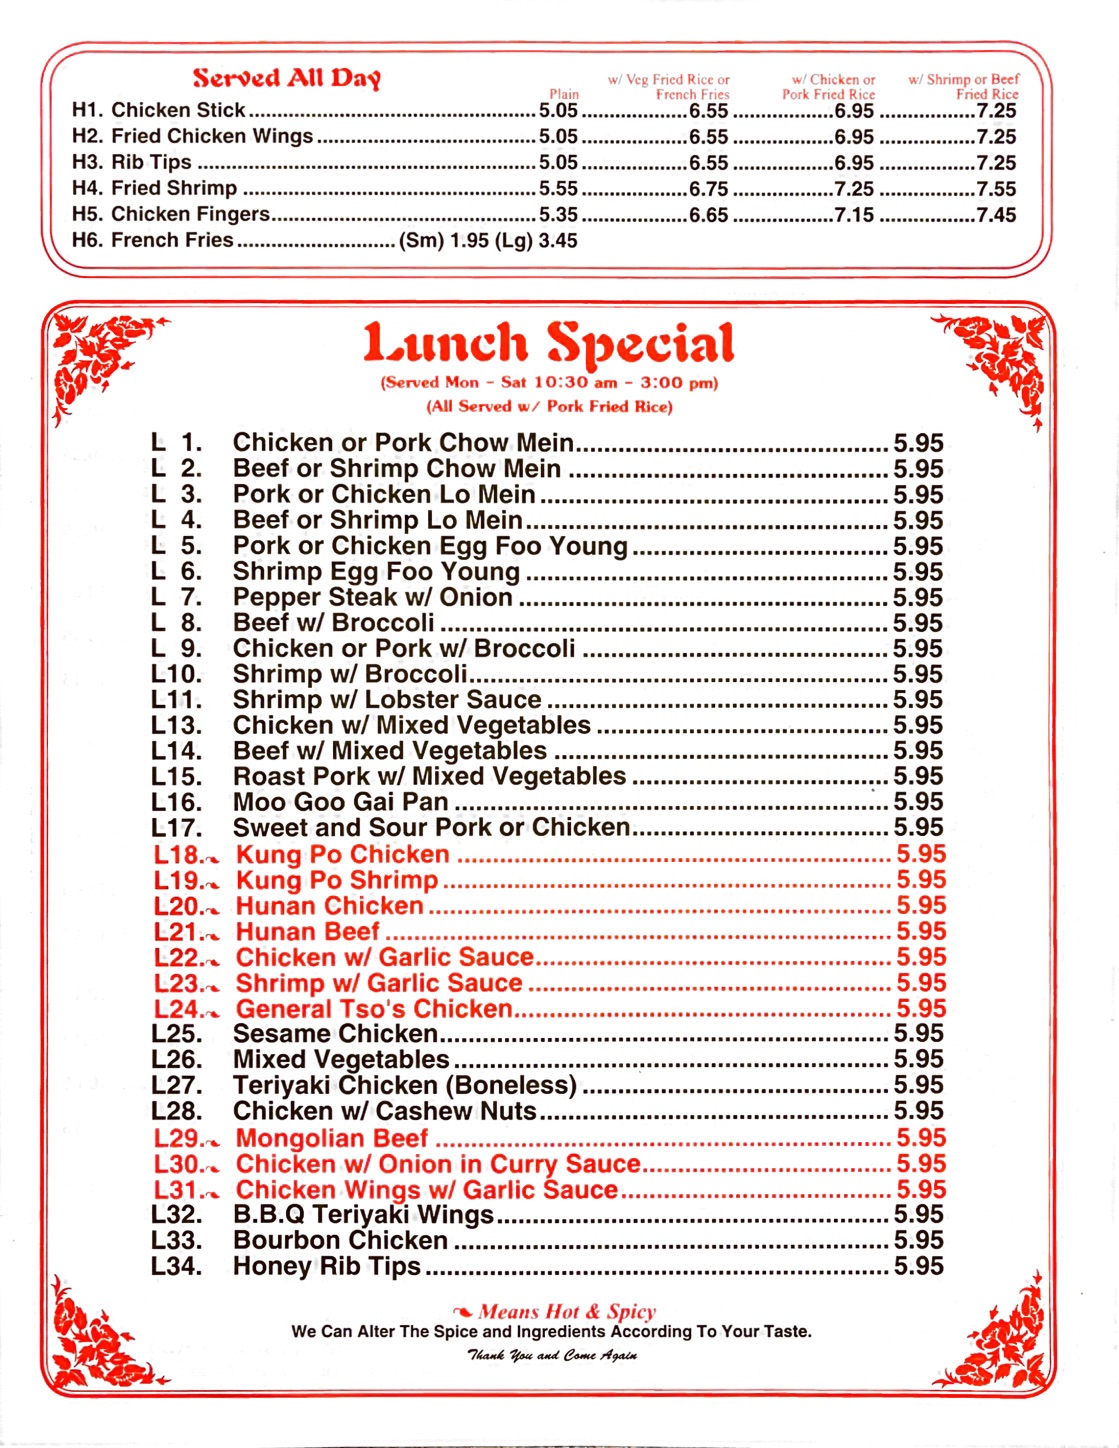 Served All Day
Plain w/ Veg Fried Rice or French Fries w/ Chicken or Pork Fried Rice w/ Shrimp or Beef Fried Rice
H1. Chicken Stick 5.05 6.55 6.95 7.25
H2. Fried Chicken Wings 5.05 6.55 6.95 7.25
H3. Rib Tips 5.05 6.55 6.95 7.25
H4. Fried Shrimp 5.55 6.75 7.25 7.55
H5. Chicken Fingers 5.35 6.65 7.15 7.45
H6. French Fries (Sm) 1.95 (Lg) 3.45
Lunch Special
(Served Mon - Sat 10:30 am - 3:00 pm)
(All Served w/ Pork Fried Rice)
L 1. Chicken or Pork Chow Mein 5.95
L 2. Beef or Shrimp Chow Mein 5.95
L 3. Pork or Chicken Lo Mein 5.95
L 4. Beef or Shrimp Lo Mein 5.95
L 5. Pork or Chicken Egg Foo Young 5.95
L 6. Shrimp Egg Foo Young 5.95
L 7. Pepper Steak w/ Onion 5.95
L 8. Beef w/ Broccoli 5.95
L 9. Chicken or Pork w/ Broccoli 5.95
L10. Shrimp w/ Broccoli 5.95
L11. Shrimp w/ Lobster Sauce 5.95
L13. Chicken w/ Mixed Vegetables 5.95
L14. Beef w/ Mixed Vegetables 5.95
L15. Roast Pork w/ Mixed Vegetables 5.95
L16. Moo Goo Gai Pan 5.95
L17. Sweet and Sour Pork or Chicken 5.95
L18. Kung Po Chicken 5.95
L19. Kung Po Shrimp 5.95
L20. Hunan Chicken 5.95
L21. Hunan Beef 5.95
L22. Chicken w/ Garlic Sauce 5.95
L23. Shrimp w/ Garlic Sauce 5.95
L24. General Tso's Chicken 5.95
L25. Sesame Chicken 5.95
L26. Mixed Vegetables 5.95
L27. Teriyaki Chicken (Boneless) 5.95
L28. Chicken w/ Cashew Nuts 5.95
L29. Mongolian Beef 5.95
L30. Chicken w/ Onion in Curry Sauce 5.95
L31. Chicken Wings w/ Garlic Sauce 5.95
L32. B.B.Q Teriyaki Wings 5.95
L33. Bourbon Chicken 5.95
L34. Honey Rib Tips 5.95
Means Hot & Spicy
We Can Alter The Spice and Ingredients According To Your Taste.
Thank You and Come Again